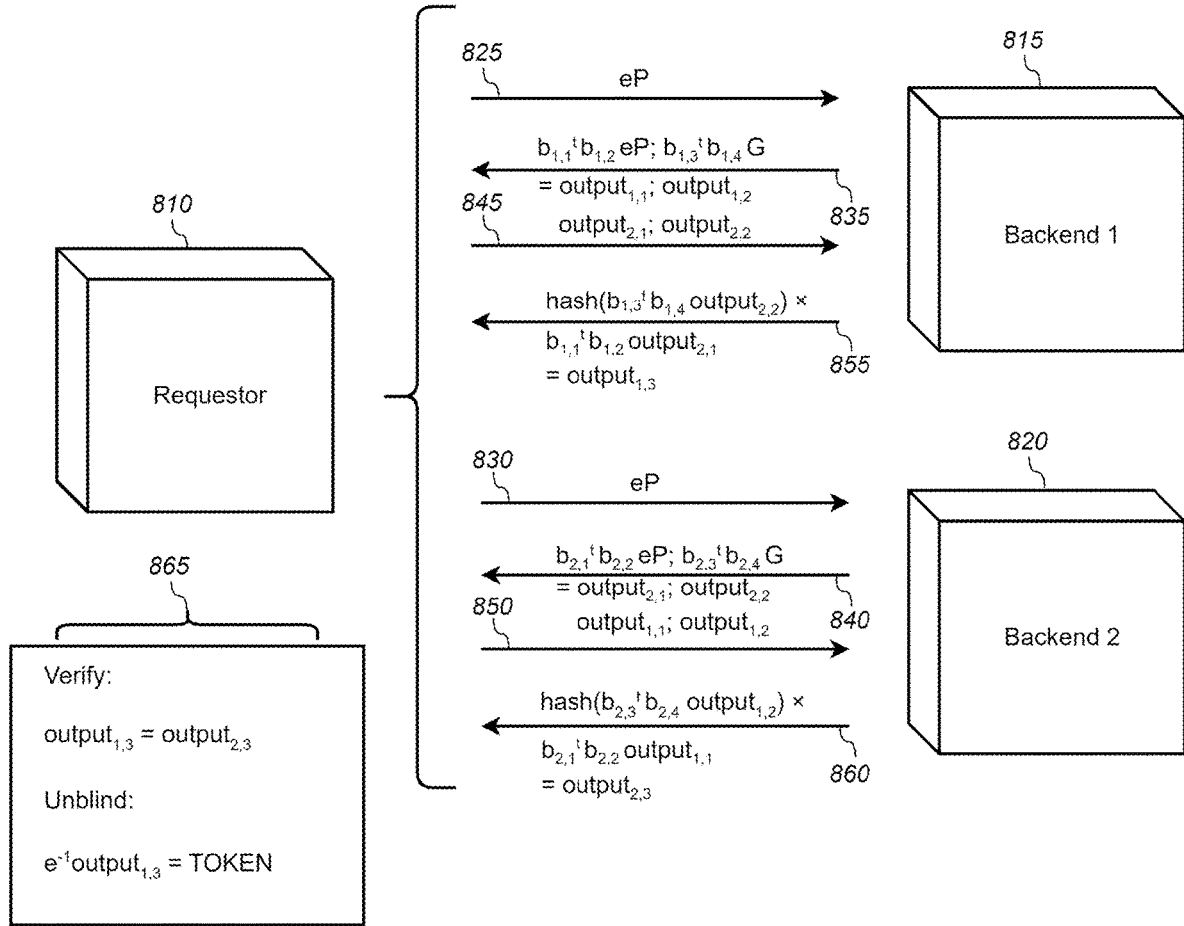 810
Requestor
825
eP
b₁,₁ᵗ b₁,₂ eP; b₁,₃ᵗ b₁,₄ G
= output₁,₁; output₁,₂
835
845
output₂,₁; output₂.₂
hash(b₁,₃ᵗ b₁,₄ output₂,₂) ×
b₁,₁ᵗ b₁,₂ output₂,₁
= output₁,₃
855
815
Backend 1
830
eP
b₂,₁ᵗ b₂,₂ eP; b₂.₃ᵗ b₂,₄ G
= output₂,₁; output₂,₂
840
850
output₁,₁; output₁,₂
hash(b₂,₃ᵗ b₂,₄ output₁,₂) ×
b₂,₁ᵗ b₂,₂ output₁,₁
= output₂,₃
860
820
Backend 2
865
Verify:
output₁,₃ = output₂,₃
Unblind:
e⁻¹output₁,₃ = TOKEN